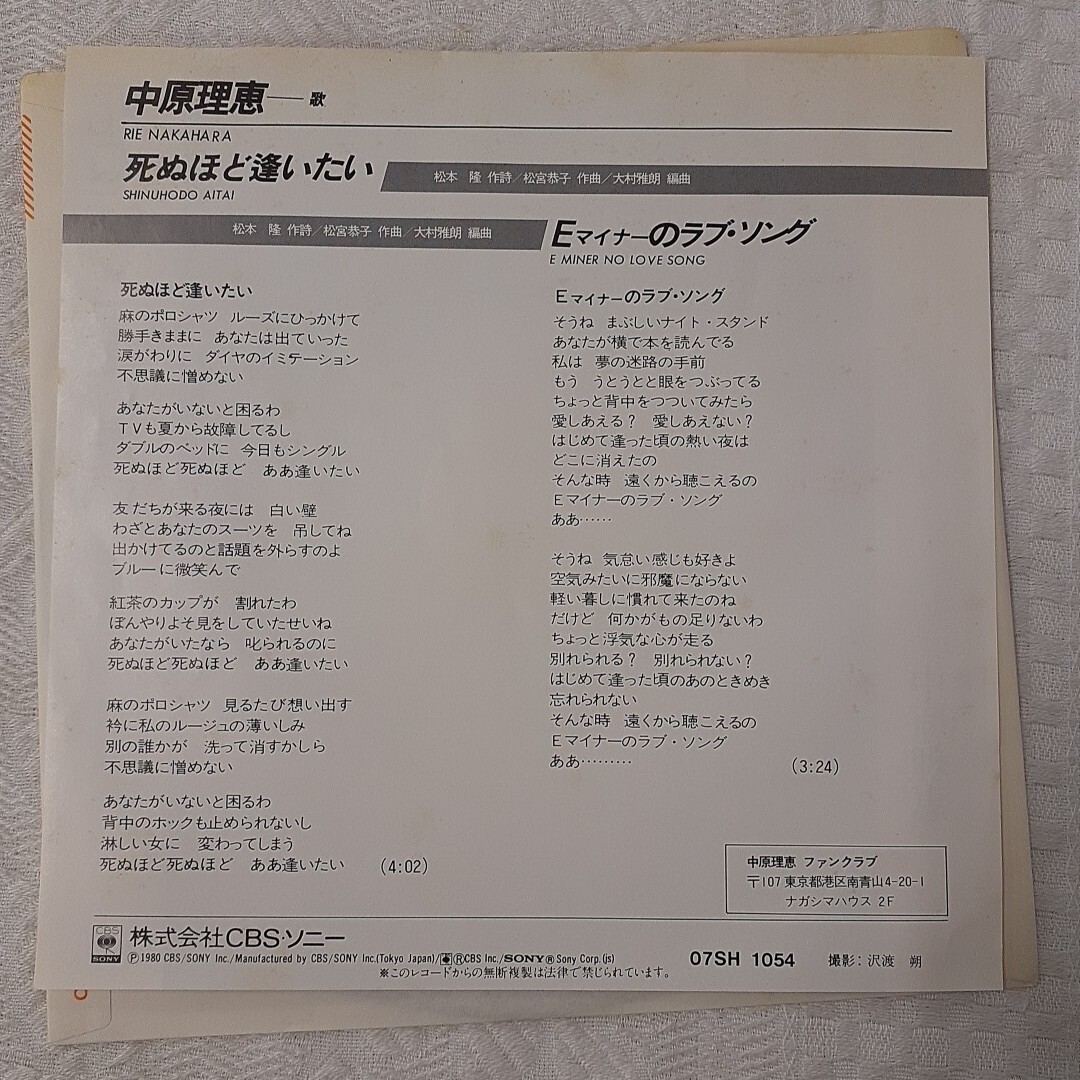 中原理恵——歌
RIE NAKAHARA
死ぬほど逢いたい
SHINUHODO AITAI
松本 隆 作詩／松宮恭子 作曲／大村雅朗 編曲
松本 隆 作詩／松宮恭子 作曲／大村雅朗 編曲
Eマイナーのラブ・ソング
E MINER NO LOVE SONG
死ぬほど逢いたい
麻のポロシャツ ルーズにひっかけて
勝手きままに あなたは出ていった
涙がわりに ダイヤのイミテーション
不思議に憎めない
あなたがいないと困るわ
TVも夏から故障してるし
ダブルのベッドに 今日もシングル
死ぬほど死ぬほど ああ逢いたい
友だちが来る夜には 白い壁
わざとあなたのスーツを 吊してね
出かけてるのと話題を外らすのよ
ブルーに微笑んで
紅茶のカップが 割れたわ
ぼんやりよそ見をしていたせいね
あなたがいたなら 叱られるのに
死ぬほど死ぬほど ああ逢いたい
麻のポロシャツ 見るたび想い出す
衿に私のルージュの薄いしみ
別の誰かが 洗って消すかしら
不思議に憎めない
あなたがいないと困るわ
背中のホックも止められないし
淋しい女に 変わってしまう
死ぬほど死ぬほど ああ逢いたい (4:02)
Eマイナーのラブ・ソング
そうね まぶしいナイト・スタンド
あなたが横で本を読んでる
私は 夢の迷路の手前
もう うとうとと眼をつぶってる
ちょっと背中をつついてみたら
愛しあえる? 愛しあえない?
はじめて逢った頃の熱い夜は
どこに消えたの
そんな時 遠くから聴こえるの
Eマイナーのラブ・ソング
ああ……
そうね 気怠い感じも好きよ
空気みたいに邪魔にならない
軽い暮しに慣れて来たのね
だけど 何かがもの足りないわ
ちょっと浮気な心が走る
別れられる? 別れられない?
はじめて逢った頃のあのときめき
忘れられない
そんな時 遠くから聴こえるの
Eマイナーのラブ・ソング
ああ………
(3:24)
中原理恵 ファンクラブ
〒107 東京都港区南青山4-20-1
ナガシマハウス 2F
CBS
SONY
株式会社CBS・ソニー
Ⓟ1980 CBS/SONY Inc./Manufactured by CBS/SONY Inc.(Tokyo Japan)/ⓇCBS Inc./SONY®Sony Corp.(js)
※このレコードからの無断複製は法律で禁じられています。
07SH 1054
撮影:沢渡 朔